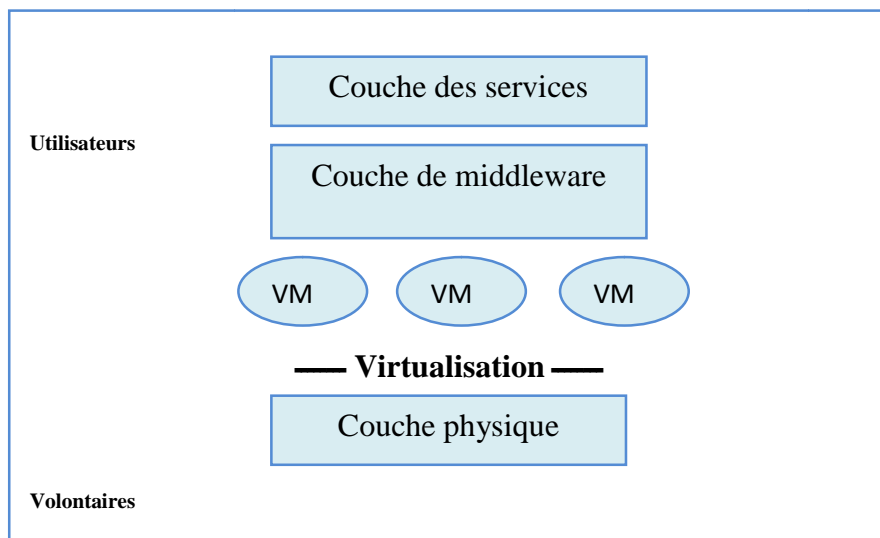 Couche des services
Utilisateurs
Couche de middleware
VM VM VM
Virtualisation
Couche physique
Volontaires